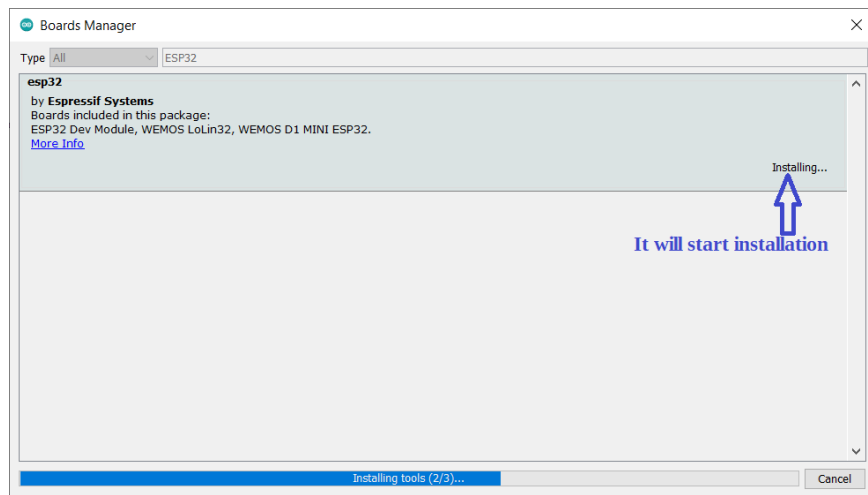 Boards Manager
Type All ESP32
esp32
by Espressif Systems
Boards included in this package:
ESP32 Dev Module, WEMOS LoLin32, WEMOS D1 MINI ESP32.
More Info
Installing...
It will start installation
Installing tools (2/3)...
Cancel